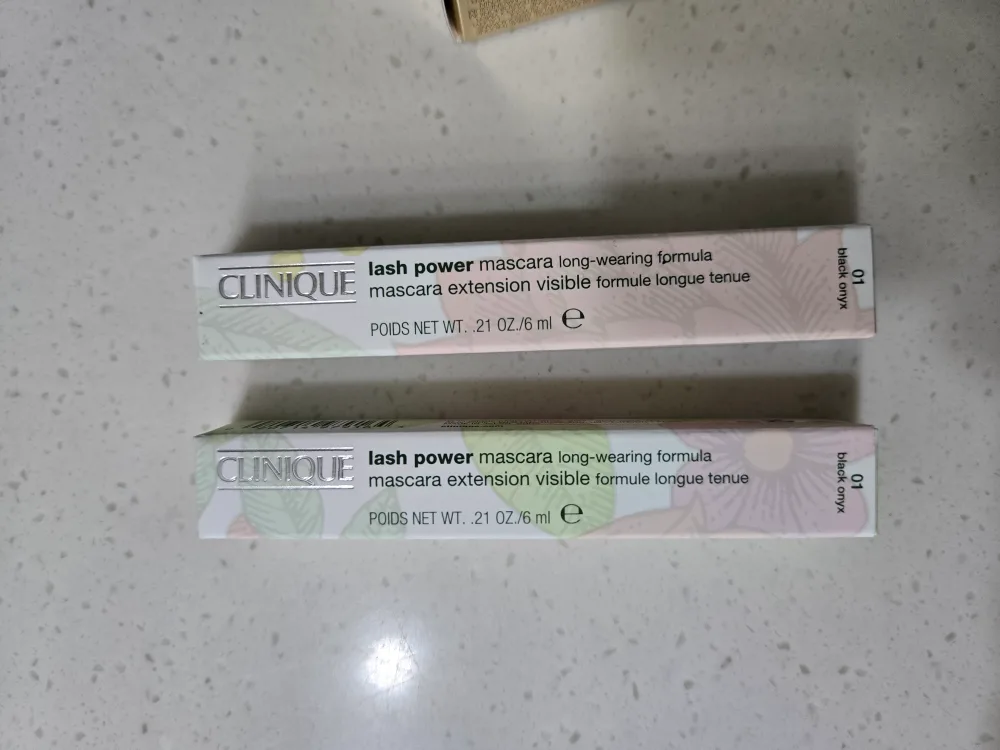 CLINIQUE
lash power mascara long-wearing formula
mascara extension visible formule longue tenue
POIDS NET WT. .21 OZ./6 ml ℮
01
black onyx
CLINIQUE
lash power mascara long-wearing formula
mascara extension visible formule longue tenue
POIDS NET WT. .21 OZ./6 ml ℮
01
black onyx